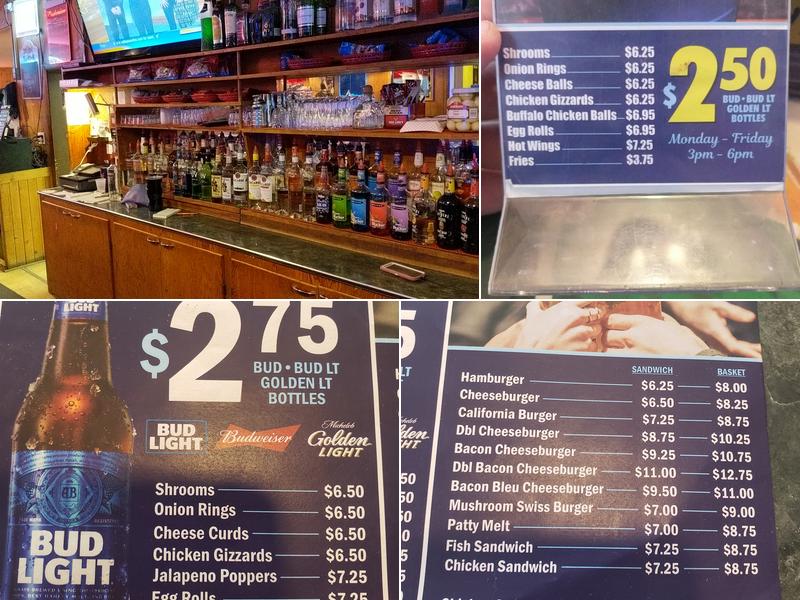 Shrooms $6.25
Onion Rings $6.25
Cheese Balls $6.25
Chicken Gizzards $6.25
Buffalo Chicken Balls $6.95
Egg Rolls $6.95
Hot Wings $7.25
Fries $3.75
$2.50
BUD • BUD LT
GOLDEN LT
BOTTLES
Monday - Friday
3pm - 6pm
LIGHT
BUD
LIGHT
$2.75
BUD • BUD LT
GOLDEN LT
BOTTLES
BUD
LIGHT
Budweiser
Michelob
Golden
LIGHT
Shrooms $6.50
Onion Rings $6.50
Cheese Curds $6.50
Chicken Gizzards $6.50
Jalapeno Poppers $7.25
Egg Rolls
SANDWICH BASKET
Hamburger $6.25 $8.00
Cheeseburger $6.50 $8.25
California Burger $7.25 $8.75
Dbl Cheeseburger $8.75 $10.25
Bacon Cheeseburger $9.25 $10.75
Dbl Bacon Cheeseburger $11.00 $12.75
Bacon Bleu Cheeseburger $9.50 $11.00
Mushroom Swiss Burger $7.00 $9.00
Patty Melt $7.00 $8.75
Fish Sandwich $7.25 $8.75
Chicken Sandwich $7.25 $8.75